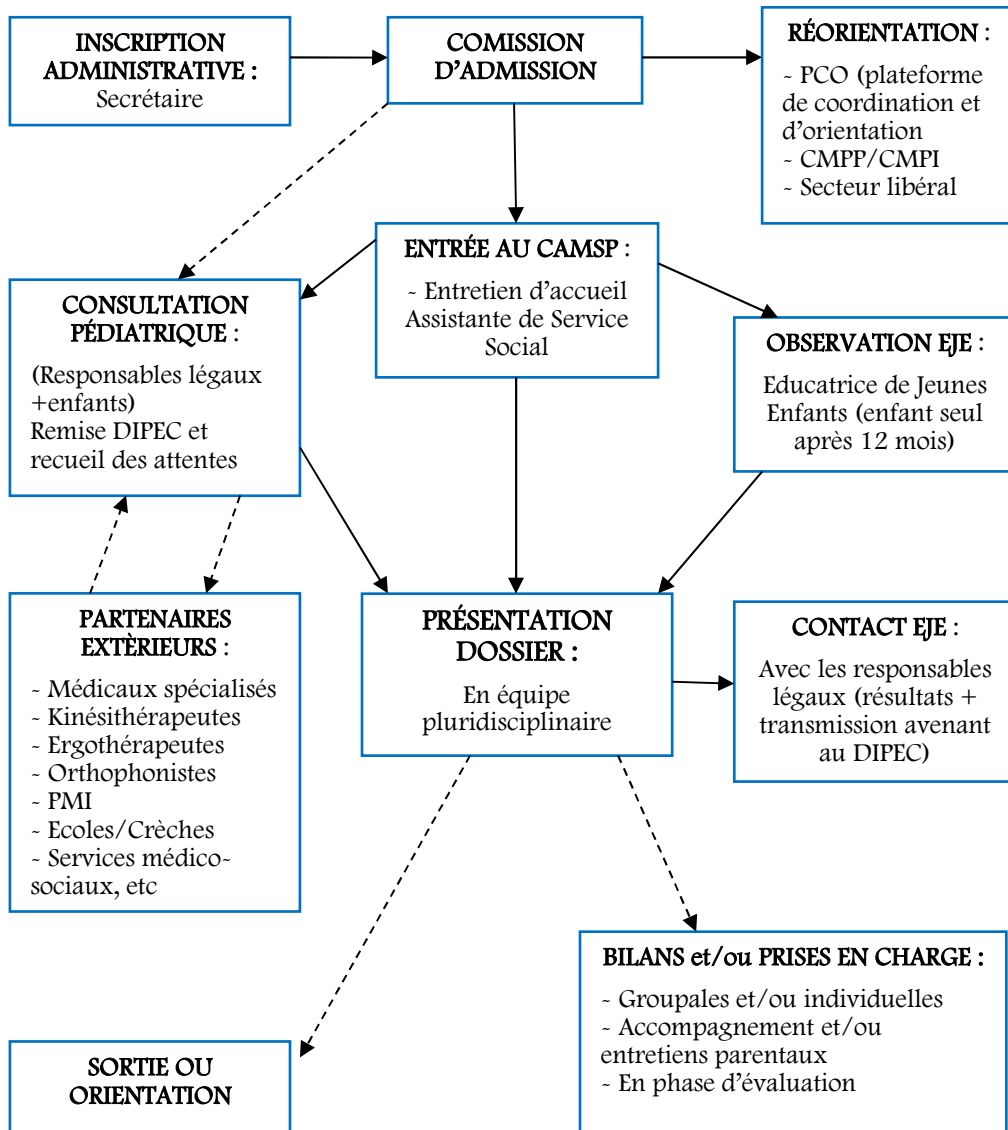 INSCRIPTION
ADMINISTRATIVE :
Secrétaire
COMISSION
D'ADMISSION
RÉORIENTATION :
- PCO (plateforme
de coordination et
d'orientation
- CMPP/CMPI
- Secteur libéral
ENTRÉE AU CAMSP :
- Entretien d'accueil
Assistante de Service
Social
CONSULTATION
PÉDIATRIQUE :
(Responsables légaux
+enfants)
Remise DIPEC et
recueil des attentes
OBSERVATION EJE :
Educatrice de Jeunes
Enfants (enfant seul
après 12 mois)
PARTENAIRES
EXTÈRIEURS :
- Médicaux spécialisés
- Kinésithérapeutes
- Ergothérapeutes
- Orthophonistes
- PMI
- Ecoles/Crèches
- Services médico-
sociaux, etc
PRÉSENTATION
DOSSIER :
En équipe
pluridisciplinaire
CONTACT EJE :
Avec les responsables
légaux (résultats +
transmission avenant
au DIPEC)
BILANS et/ou PRISES EN CHARGE :
- Groupales et/ou individuelles
- Accompagnement et/ou
entretiens parentaux
- En phase d'évaluation
SORTIE OU
ORIENTATION